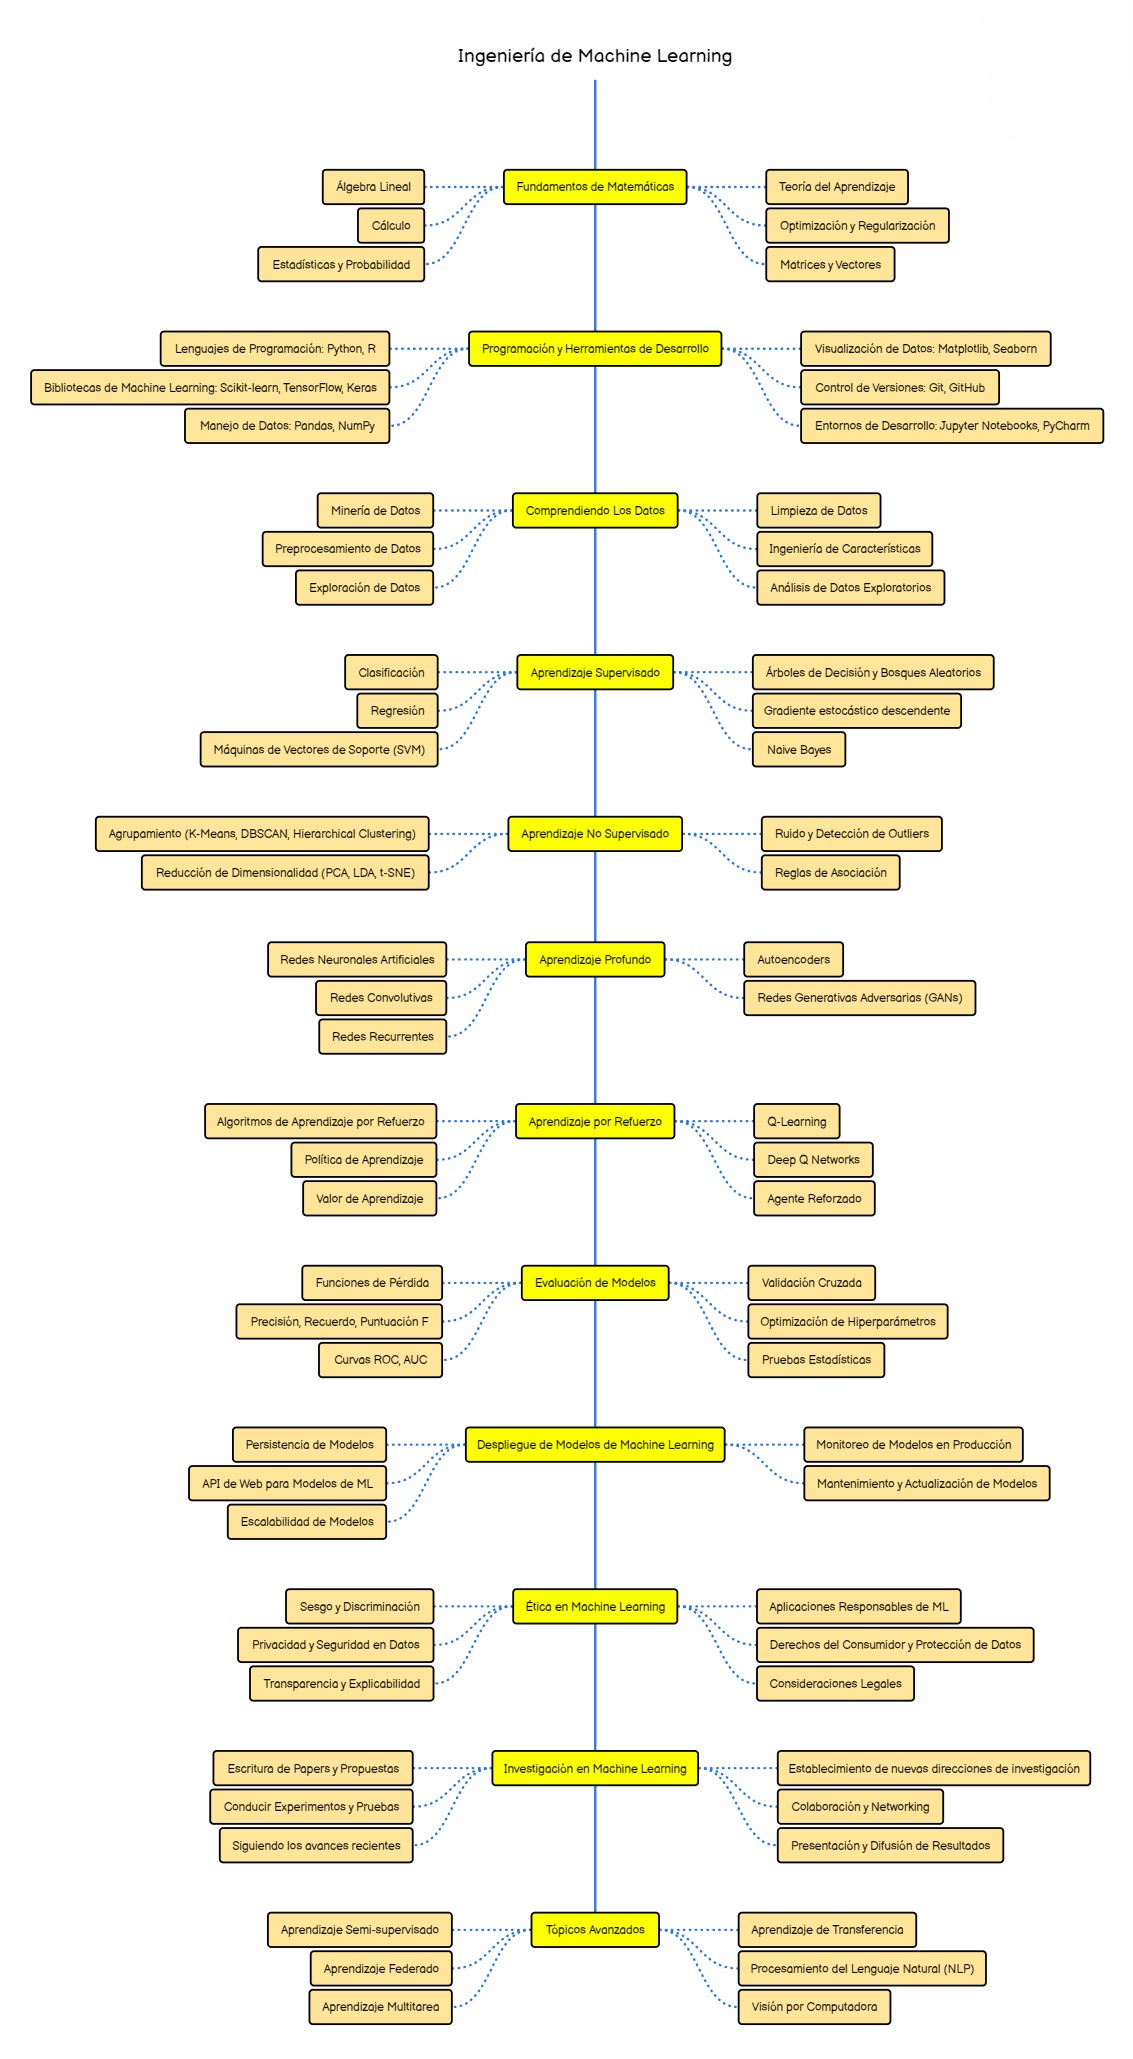 Ingeniería de Machine Learning
Fundamentos de Matemáticas
Álgebra Lineal
Cálculo
Estadísticas y Probabilidad
Teoría del Aprendizaje
Optimización y Regularización
Matrices y Vectores
Programación y Herramientas de Desarrollo
Lenguajes de Programación: Python, R
Bibliotecas de Machine Learning: Scikit-learn, TensorFlow, Keras
Manejo de Datos: Pandas, NumPy
Visualización de Datos: Matplotlib, Seaborn
Control de Versiones: Git, GitHub
Entornos de Desarrollo: Jupyter Notebooks, PyCharm
Comprendiendo Los Datos
Minería de Datos
Preprocesamiento de Datos
Exploración de Datos
Limpieza de Datos
Ingeniería de Características
Análisis de Datos Exploratorios
Aprendizaje Supervisado
Clasificación
Regresión
Máquinas de Vectores de Soporte (SVM)
Árboles de Decisión y Bosques Aleatorios
Gradiente estocástico descendente
Naive Bayes
Aprendizaje No Supervisado
Agrupamiento (K-Means, DBSCAN, Hierarchical Clustering)
Reducción de Dimensionalidad (PCA, LDA, t-SNE)
Ruido y Detección de Outliers
Reglas de Asociación
Aprendizaje Profundo
Redes Neuronales Artificiales
Redes Convolutivas
Redes Recurrentes
Autoencoders
Redes Generativas Adversarias (GANs)
Aprendizaje por Refuerzo
Algoritmos de Aprendizaje por Refuerzo
Política de Aprendizaje
Valor de Aprendizaje
Q-Learning
Deep Q Networks
Agente Reforzado
Evaluación de Modelos
Funciones de Pérdida
Precisión, Recuerdo, Puntuación F
Curvas ROC, AUC
Validación Cruzada
Optimización de Hiperparámetros
Pruebas Estadísticas
Despliegue de Modelos de Machine Learning
Persistencia de Modelos
API de Web para Modelos de ML
Escalabilidad de Modelos
Monitoreo de Modelos en Producción
Mantenimiento y Actualización de Modelos
Ética en Machine Learning
Sesgo y Discriminación
Privacidad y Seguridad en Datos
Transparencia y Explicabilidad
Aplicaciones Responsables de ML
Derechos del Consumidor y Protección de Datos
Consideraciones Legales
Investigación en Machine Learning
Escritura de Papers y Propuestas
Conducir Experimentos y Pruebas
Siguiendo los avances recientes
Establecimiento de nuevas direcciones de investigación
Colaboración y Networking
Presentación y Difusión de Resultados
Tópicos Avanzados
Aprendizaje Semi-supervisado
Aprendizaje Federado
Aprendizaje Multitarea
Aprendizaje de Transferencia
Procesamiento del Lenguaje Natural (NLP)
Visión por Computadora